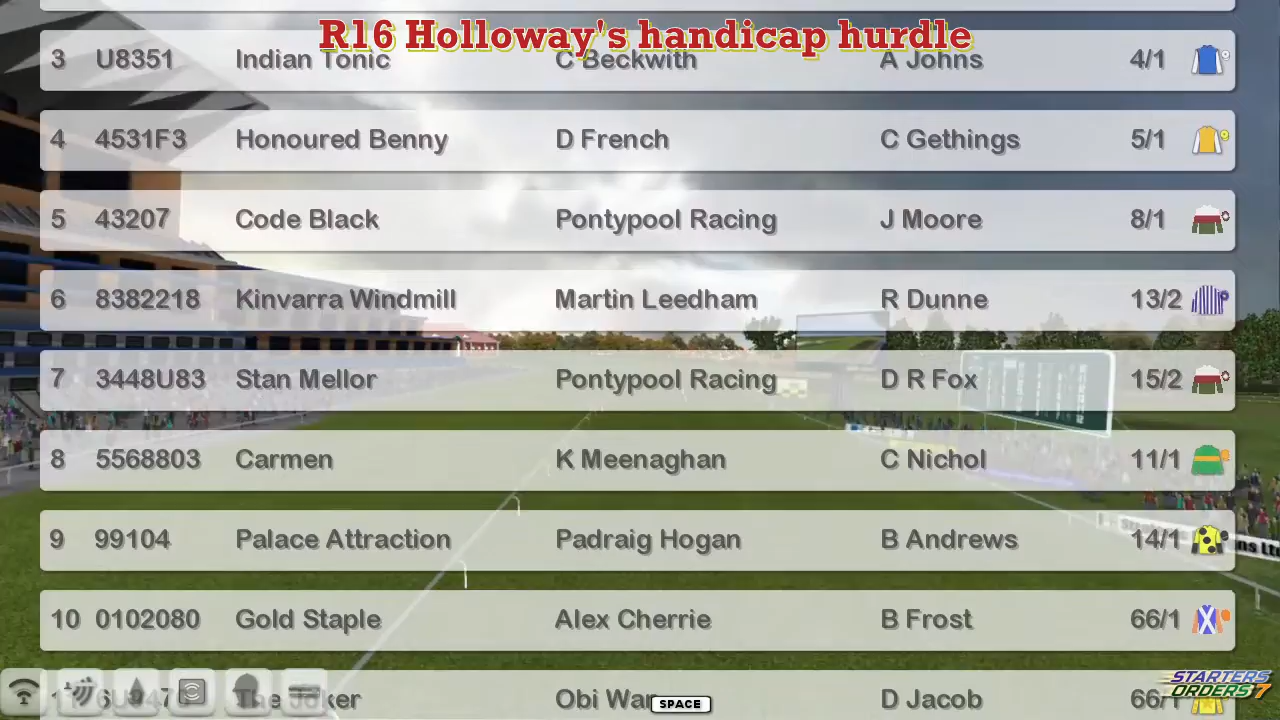 R16 Holloway's handicap hurdle
3 U8351 Indian Tonic C Beckwith A Johns 4/1
4 4531F3 Honoured Benny D French C Gethings 5/1
5 43207 Code Black Pontypool Racing J Moore 8/1
6 8382218 Kinvarra Windmill Martin Leedham R Dunne 13/2
7 3448U83 Stan Mellor Pontypool Racing D R Fox 15/2
8 5568803 Carmen K Meenaghan C Nichol 11/1
9 99104 Palace Attraction Padraig Hogan B Andrews 14/1
10 0102080 Gold Staple Alex Cherrie B Frost 66/1
The Joker Obi D Jacob
SPACE
STARTERS
ORDERS 7